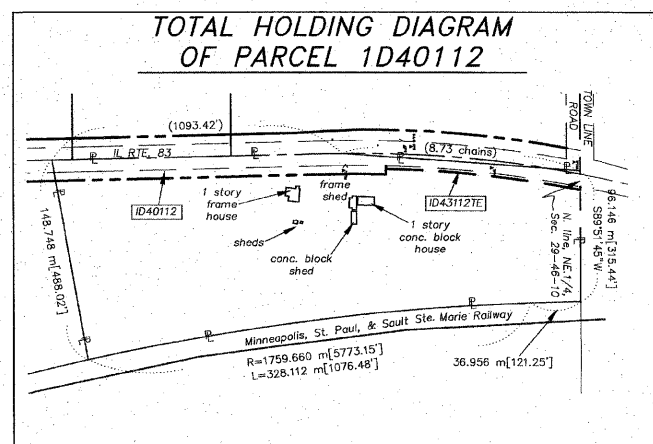 TOTAL HOLDING DIAGRAM
OF PARCEL 1D40112
TOWN LINE
ROAD
(1093.42')
IL RTE. 83
(8.73 chains)
1D40112
1 story
frame
house
frame
shed
1D43112TE
sheds
conc. block
shed
1 story
conc. block
house
N. line, NE.1/4,
Sec. 29-46-10
96.146 m[315.44']
S89°51'45"W
148.748 m[488.02']
Minneapolis, St. Paul, & Sault Ste. Marie Railway
R=1759.660 m[5773.15']
L=328.112 m[1076.48']
36.956 m[121.25']